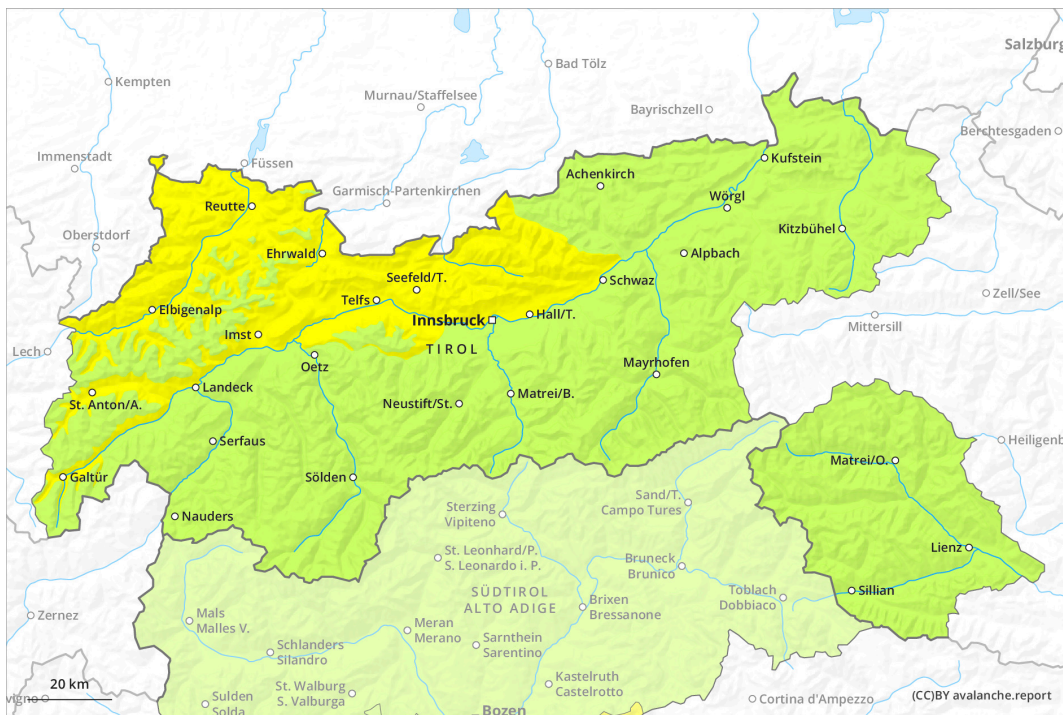 Salzburg
Kempten
Bad Tölz
Murnau/Staffelsee
Bayrischzell
Berchtesgaden
Immenstadt
Füssen
Kufstein
Achenkirch
Garmisch-Partenkirchen
Reutte
Wörgl
Oberstdorf
Kitzbühel
Ehrwald
Alpbach
Seefeld/T.
Schwaz
Zell/See
Telfs
Elbigenalp
Hall/T.
Innsbruck
Mittersill
Imst
Lech
TIROL
Oetz
Mayrhofen
Landeck
Matrei/B.
St. Anton/A.
Neustift/St.
Serfaus
Heiligenb
Matrei/O.
Galtür
Sölden
Sand/T.
Campo Tures
Sterzing
Vipiteno
Nauders
Lienz
St. Leonhard/P.
S. Leonardo i. P.
Bruneck
Brunico
Sillian
SÜDTIROL
ALTO ADIGE
Toblach
Dobbiaco
Brixen
Bressanone
Mals
Malles V.
Zernez
Meran
Merano
Sarnthein
Sarentino
Schlanders
Silandro
Kastelruth
Castelrotto
20 km
St. Walburg
S. Valburga
vigno
Sulden
Solda
Cortina d'Ampezzo
(CC)BY avalanche.report
Bozen